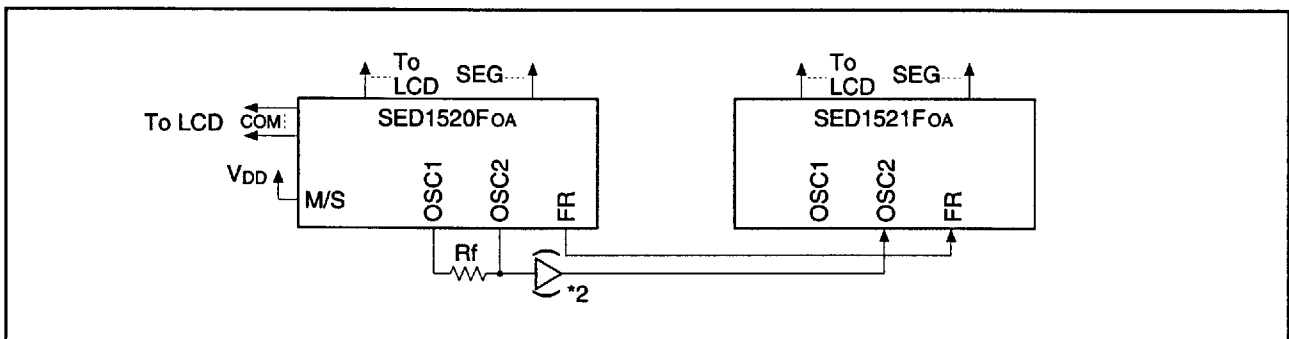 To LCD SEG
To LCD SEG
SED1520FOA
SED1521FOA
To LCD COM
VDD
M/S
OSC1
OSC2
FR
OSC1
OSC2
FR
Rf
*2